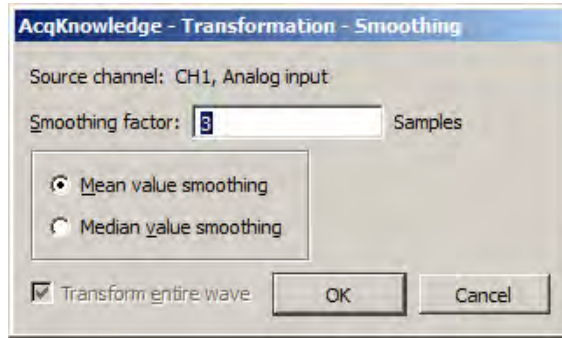 AcqKnowledge - Transformation - Smoothing
Source channel: CH1, Analog input
Smoothing factor: 3 Samples
Mean value smoothing
Median value smoothing
Transform entire wave OK Cancel